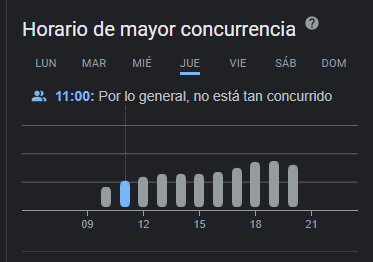 Horario de mayor concurrencia ?
LUN MAR MIÉ JUE VIE SÁB DOM
11:00: Por lo general, no está tan concurrido
09 12 15 18 21